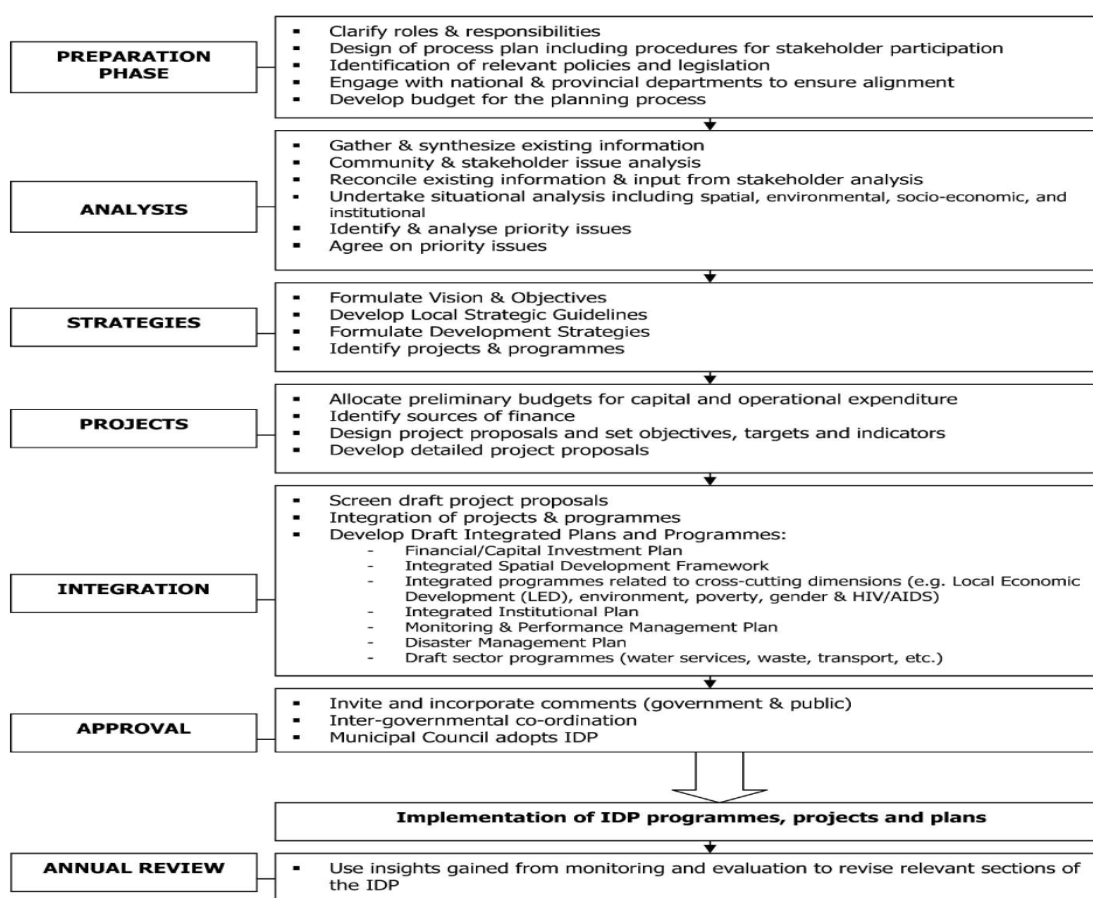 PREPARATION
PHASE
▪ Clarify roles & responsibilities
▪ Design of process plan including procedures for stakeholder participation
▪ Identification of relevant policies and legislation
▪ Engage with national & provincial departments to ensure alignment
▪ Develop budget for the planning process
ANALYSIS
▪ Gather & synthesize existing information
▪ Community & stakeholder issue analysis
▪ Reconcile existing information & input from stakeholder analysis
▪ Undertake situational analysis including spatial, environmental, socio-economic, and
institutional
▪ Identify & analyse priority issues
▪ Agree on priority issues
STRATEGIES
▪ Formulate Vision & Objectives
▪ Develop Local Strategic Guidelines
▪ Formulate Development Strategies
▪ Identify projects & programmes
PROJECTS
▪ Allocate preliminary budgets for capital and operational expenditure
▪ Identify sources of finance
▪ Design project proposals and set objectives, targets and indicators
▪ Develop detailed project proposals
INTEGRATION
▪ Screen draft project proposals
▪ Integration of projects & programmes
▪ Develop Draft Integrated Plans and Programmes:
- Financial/Capital Investment Plan
- Integrated Spatial Development Framework
- Integrated programmes related to cross-cutting dimensions (e.g. Local Economic
Development (LED), environment, poverty, gender & HIV/AIDS)
- Integrated Institutional Plan
- Monitoring & Performance Management Plan
- Disaster Management Plan
- Draft sector programmes (water services, waste, transport, etc.)
APPROVAL
▪ Invite and incorporate comments (government & public)
▪ Inter-governmental co-ordination
▪ Municipal Council adopts IDP
Implementation of IDP programmes, projects and plans
ANNUAL REVIEW
▪ Use insights gained from monitoring and evaluation to revise relevant sections of
the IDP